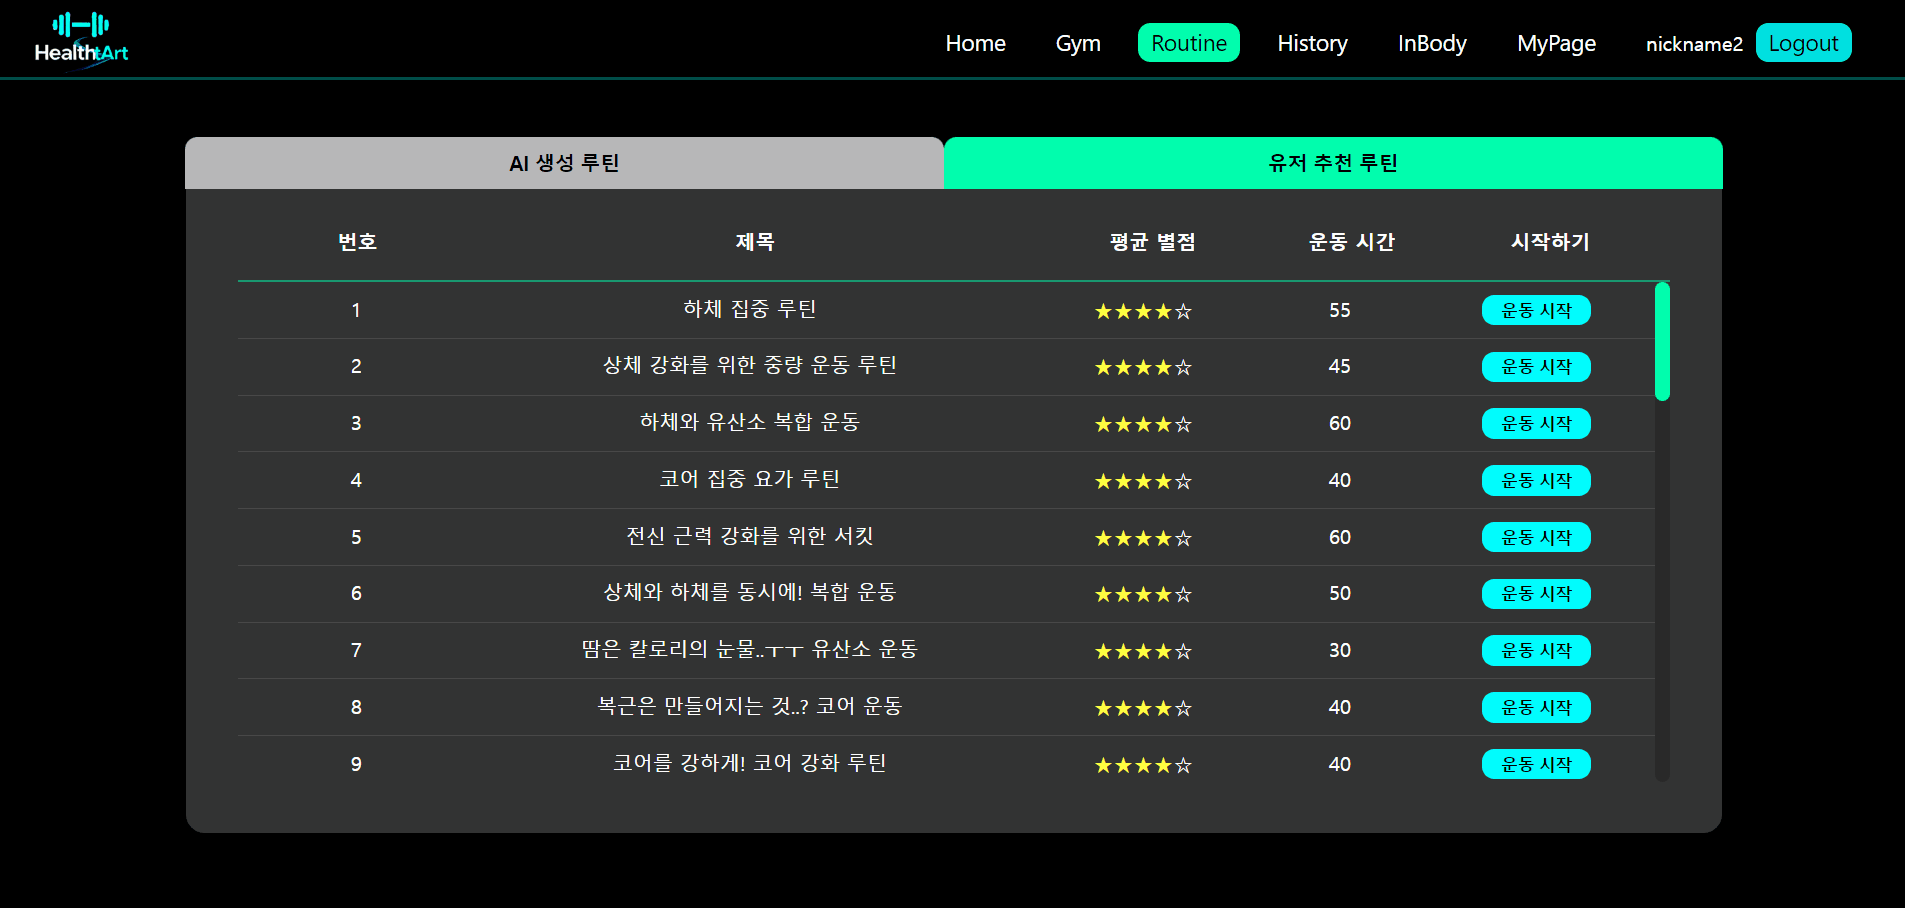 HealthtArt
Home Gym Routine History InBody MyPage nickname2 Logout
AI 생성 루틴 유저 추천 루틴
번호 제목 평균 별점 운동 시간 시작하기
1 하체 집중 루틴 ★★★★☆ 55 운동 시작
2 상체 강화를 위한 중량 운동 루틴 ★★★★☆ 45 운동 시작
3 하체와 유산소 복합 운동 ★★★★☆ 60 운동 시작
4 코어 집중 요가 루틴 ★★★★☆ 40 운동 시작
5 전신 근력 강화를 위한 서킷 ★★★★☆ 60 운동 시작
6 상체와 하체를 동시에! 복합 운동 ★★★★☆ 50 운동 시작
7 땀은 칼로리의 눈물..ㅜㅜ 유산소 운동 ★★★★☆ 30 운동 시작
8 복근은 만들어지는 것..? 코어 운동 ★★★★☆ 40 운동 시작
9 코어를 강하게! 코어 강화 루틴 ★★★★☆ 40 운동 시작